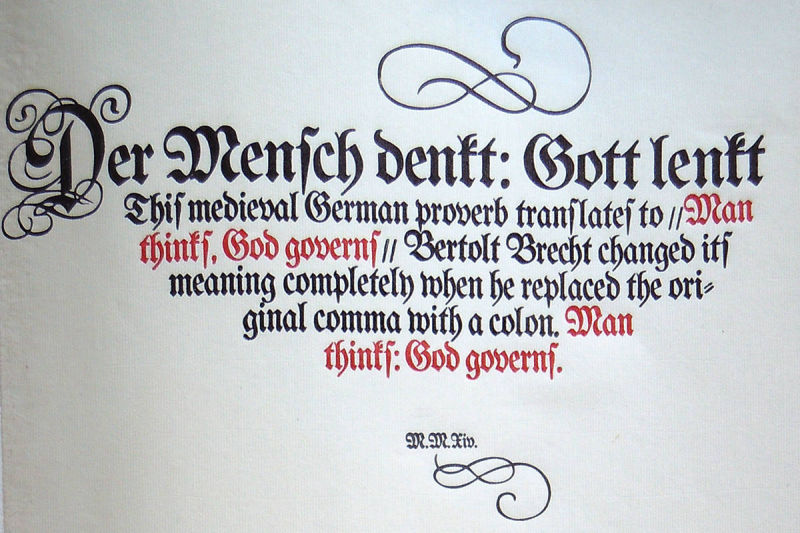 Der Menſch denkt: Gott lenkt
Thiſ medieval German proverb tranſlateſ to //Man
thinkſ, God governſ// Bertolt Brecht changed itſ
meaning completely when he replaced the ori⸗
ginal comma with a colon. Man
thinkſ: God governſ.
M.M.Xiv.